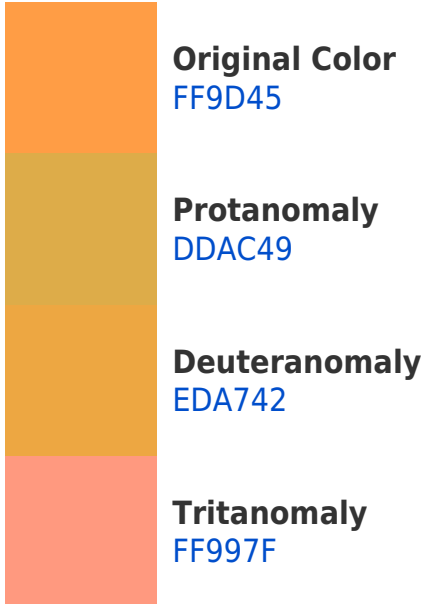 Original Color
FF9D45
Protanomaly
DDAC49
Deuteranomaly
EDA742
Tritanomaly
FF997F